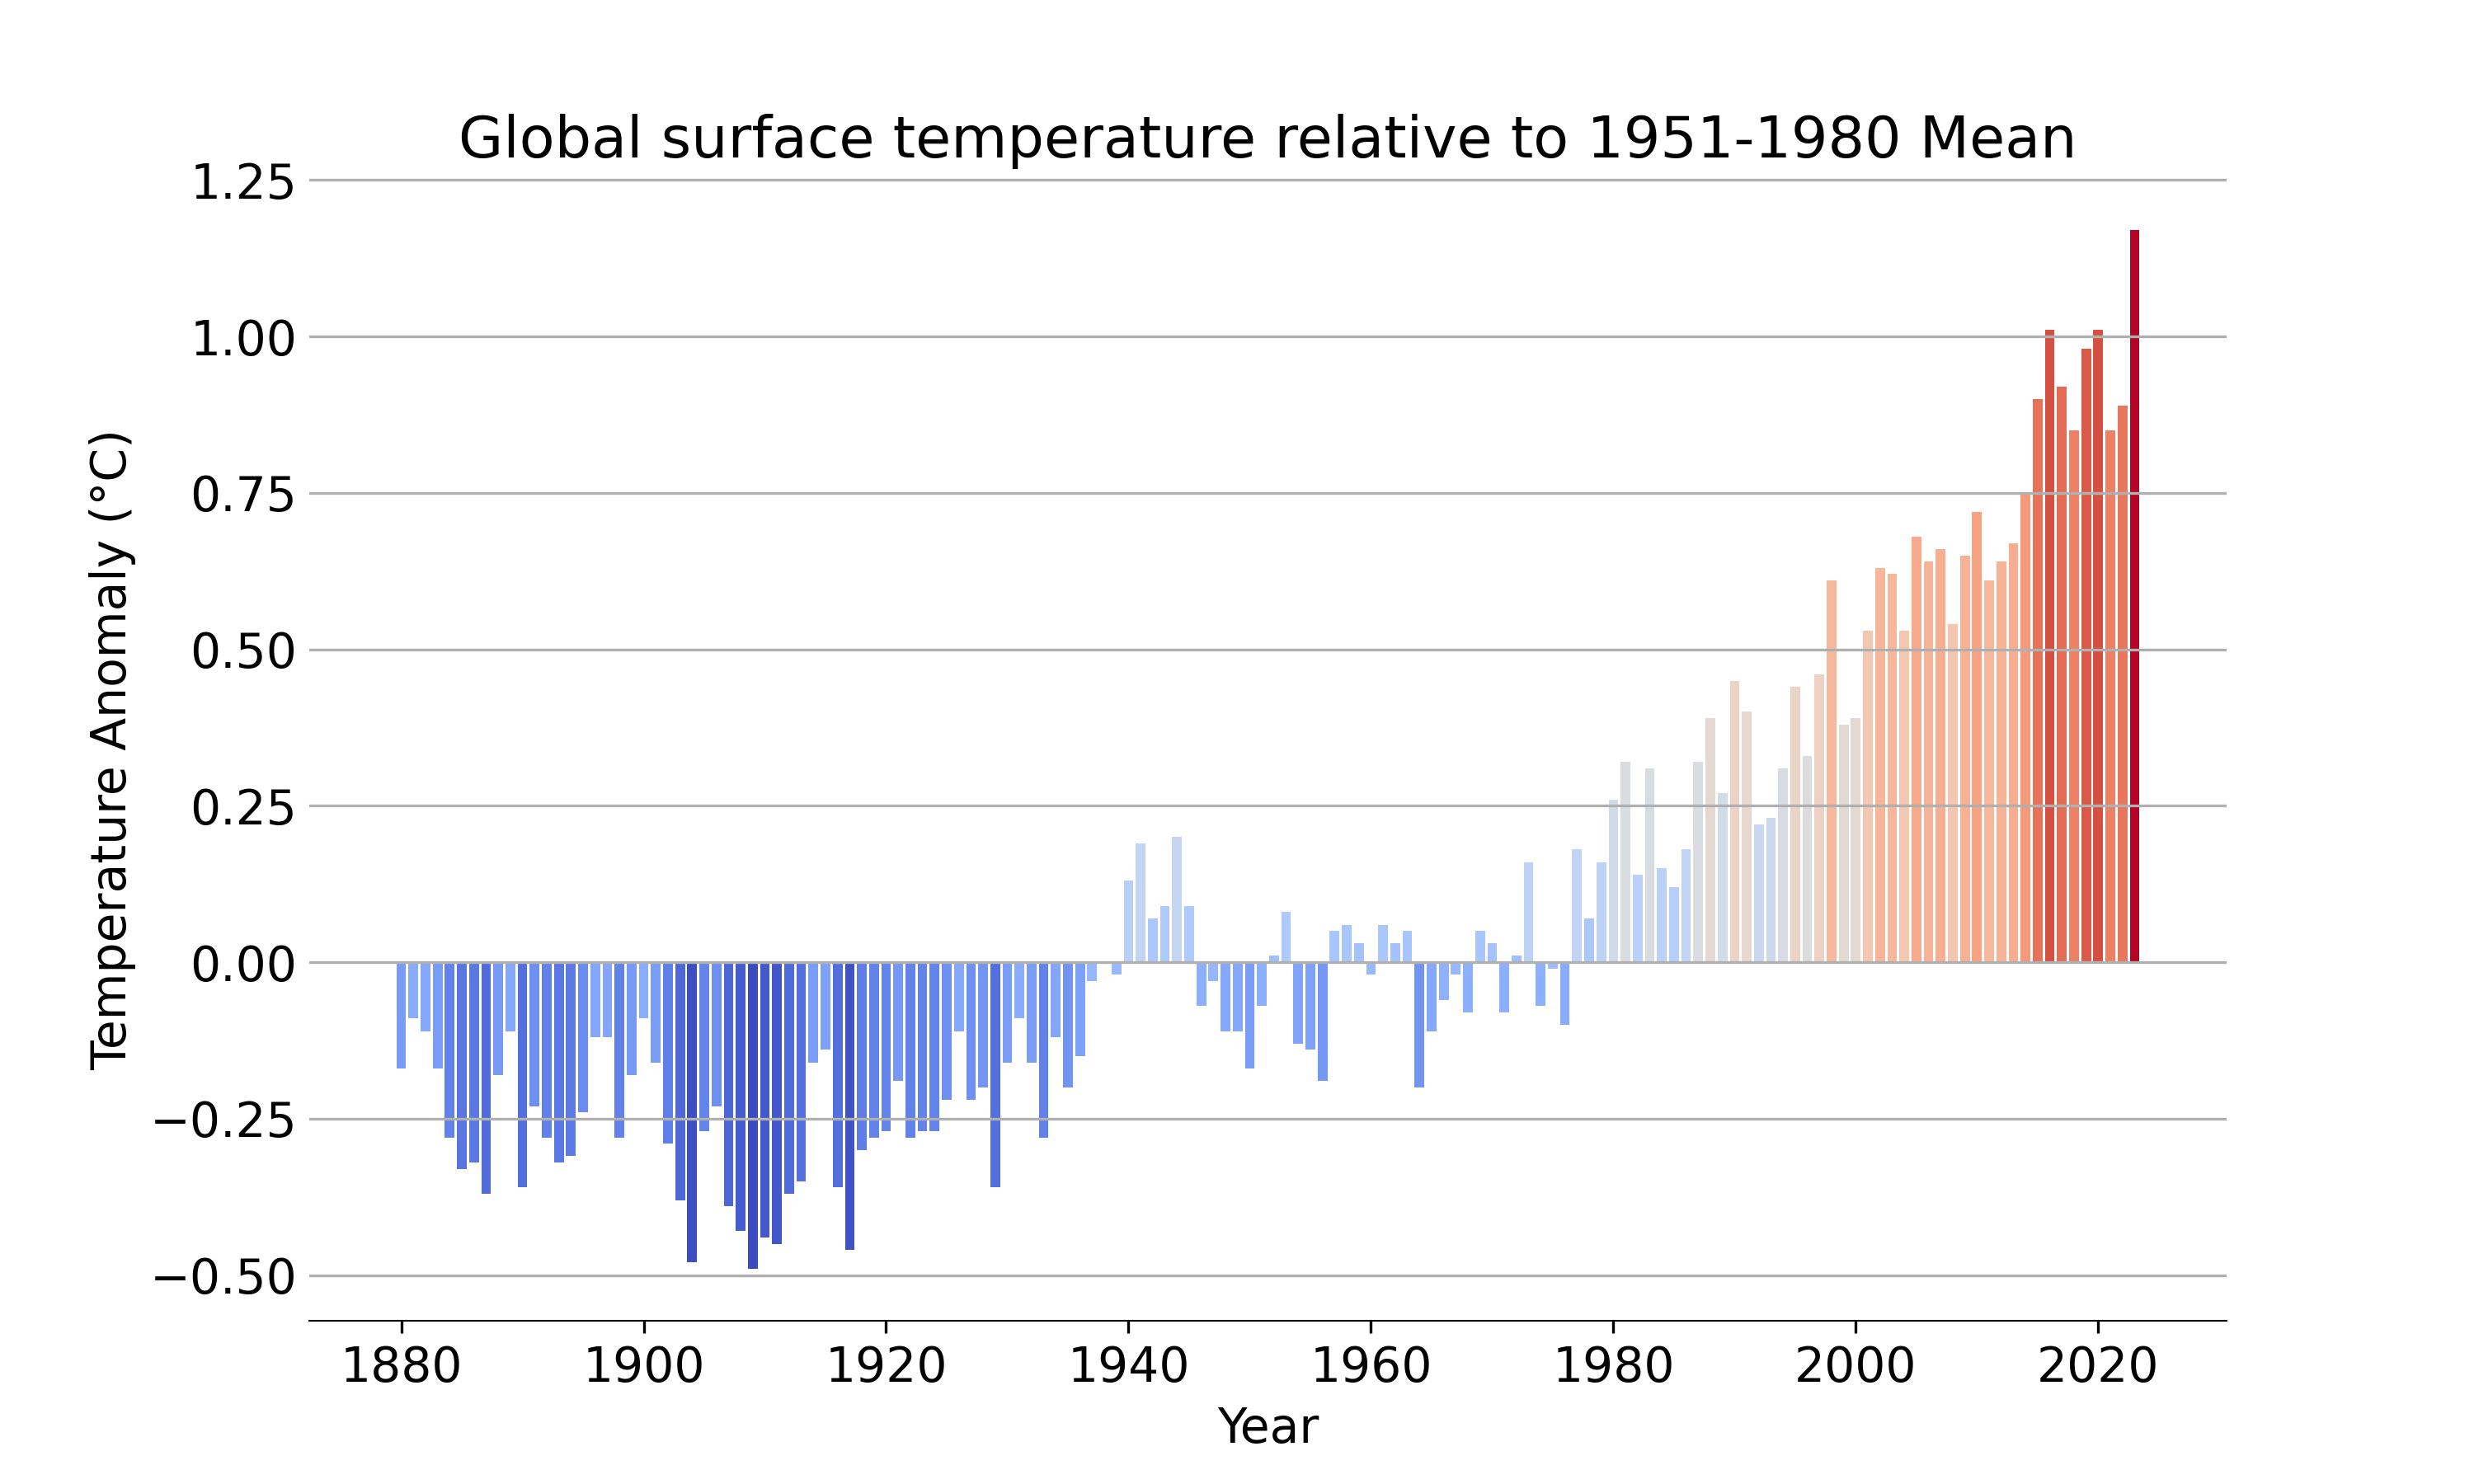 Global surface temperature relative to 1951-1980 Mean
1.25
1.00
0.75
0.50
0.25
0.00
−0.25
−0.50
Temperature Anomaly (°C)
1880 1900 1920 1940 1960 1980 2000 2020
Year